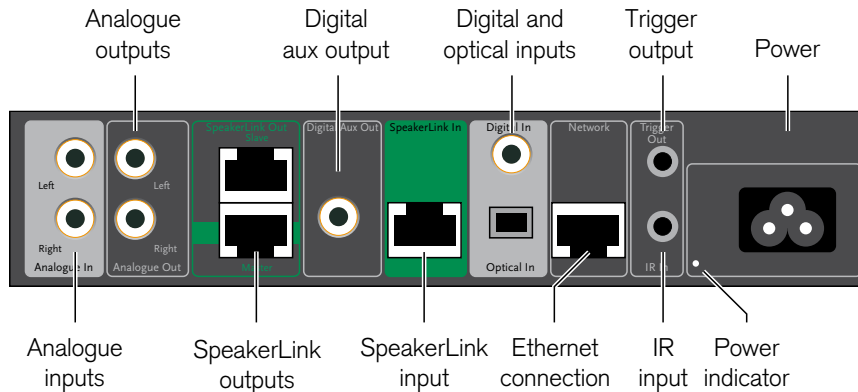 Analogue
outputs
Digital
aux output
Digital and
optical inputs
Trigger
output
Power
SpeakerLink Out
Slave
Digital Aux Out
SpeakerLink In
Digital In
Network
Trigger
Out
Left
Left
Right
Right
Analogue In
Analogue Out
Master
Optical In
IR In
Analogue
inputs
SpeakerLink
outputs
SpeakerLink
input
Ethernet
connection
IR
input
Power
indicator